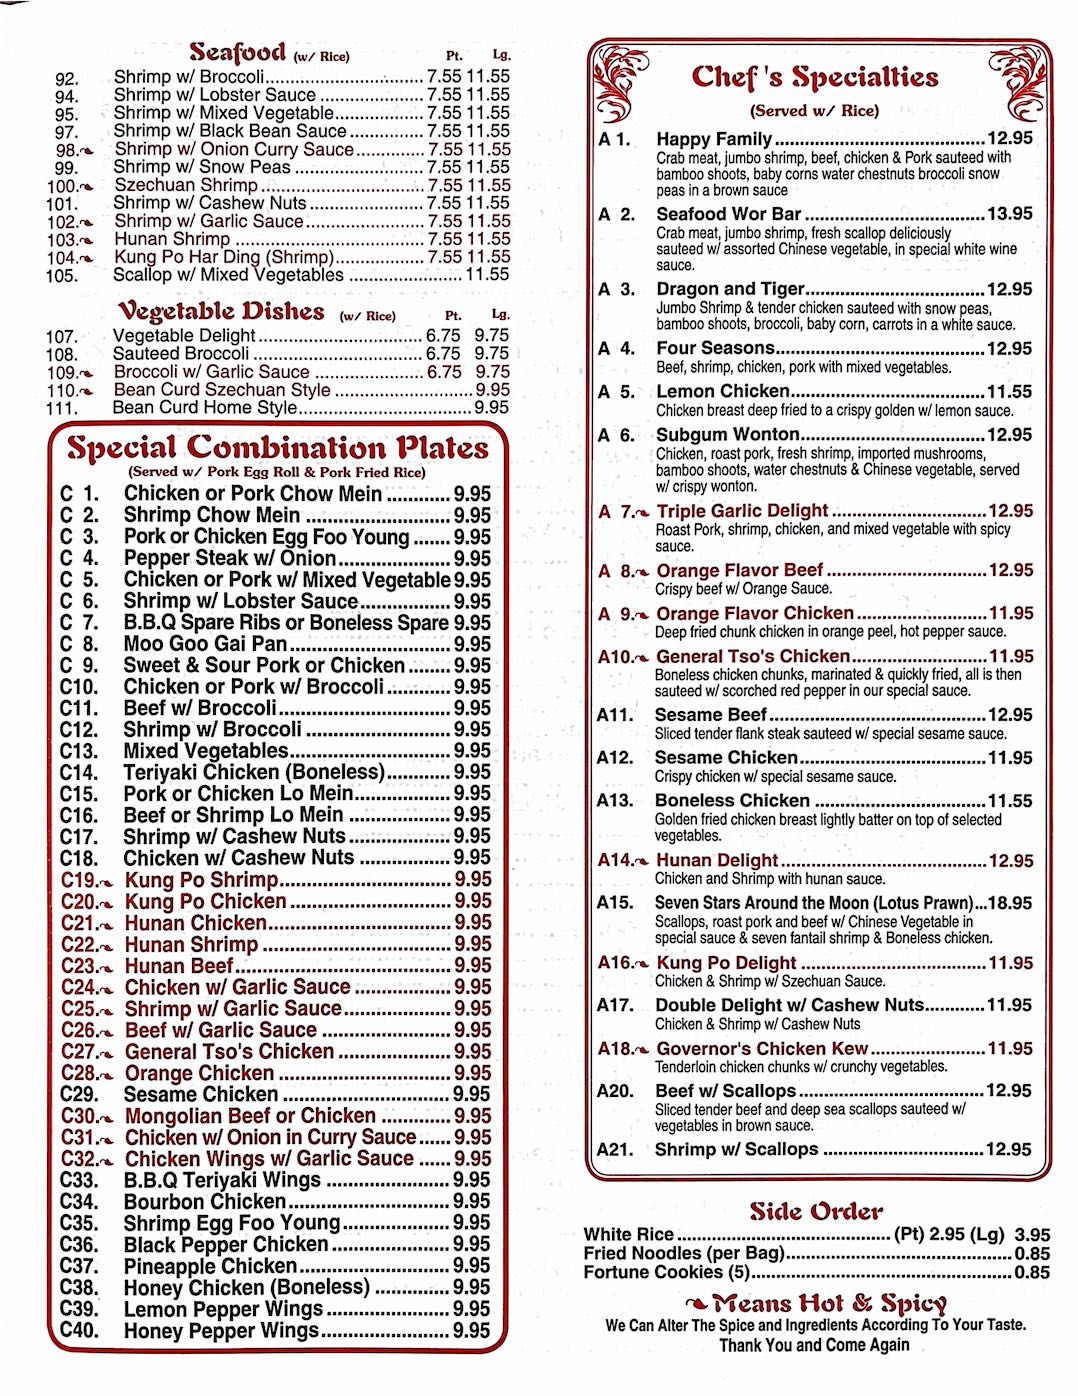 Seafood (w/ Rice) Pt. Lg.
92. Shrimp w/ Broccoli................................. 7.55 11.55
94. Shrimp w/ Lobster Sauce ..................... 7.55 11.55
95. Shrimp w/ Mixed Vegetable.................. 7.55 11.55
97. Shrimp w/ Black Bean Sauce ............... 7.55 11.55
98. Shrimp w/ Onion Curry Sauce.............. 7.55 11.55
99. Shrimp w/ Snow Peas .......................... 7.55 11.55
100. Szechuan Shrimp ................................. 7.55 11.55
101. Shrimp w/ Cashew Nuts ....................... 7.55 11.55
102. Shrimp w/ Garlic Sauce........................ 7.55 11.55
103. Hunan Shrimp ...................................... 7.55 11.55
104. Kung Po Har Ding (Shrimp).................. 7.55 11.55
105. Scallop w/ Mixed Vegetables ....................... 11.55
Vegetable Dishes (w/ Rice) Pt. Lg.
107. Vegetable Delight ................................. 6.75 9.75
108. Sauteed Broccoli .................................. 6.75 9.75
109. Broccoli w/ Garlic Sauce ...................... 6.75 9.75
110. Bean Curd Szechuan Style ............................ 9.95
111. Bean Curd Home Style................................... 9.95
Special Combination Plates
(Served w/ Pork Egg Roll & Pork Fried Rice)
C 1. Chicken or Pork Chow Mein ............ 9.95
C 2. Shrimp Chow Mein ........................... 9.95
C 3. Pork or Chicken Egg Foo Young ....... 9.95
C 4. Pepper Steak w/ Onion..................... 9.95
C 5. Chicken or Pork w/ Mixed Vegetable 9.95
C 6. Shrimp w/ Lobster Sauce................. 9.95
C 7. B.B.Q Spare Ribs or Boneless Spare 9.95
C 8. Moo Goo Gai Pan.............................. 9.95
C 9. Sweet & Sour Pork or Chicken ........ 9.95
C10. Chicken or Pork w/ Broccoli............ 9.95
C11. Beef w/ Broccoli................................ 9.95
C12. Shrimp w/ Broccoli ........................... 9.95
C13. Mixed Vegetables.............................. 9.95
C14. Teriyaki Chicken (Boneless)............ 9.95
C15. Pork or Chicken Lo Mein.................. 9.95
C16. Beef or Shrimp Lo Mein ................... 9.95
C17. Shrimp w/ Cashew Nuts ................... 9.95
C18. Chicken w/ Cashew Nuts ................. 9.95
C19. Kung Po Shrimp................................ 9.95
C20. Kung Po Chicken .............................. 9.95
C21. Hunan Chicken.................................. 9.95
C22. Hunan Shrimp ................................... 9.95
C23. Hunan Beef........................................ 9.95
C24. Chicken w/ Garlic Sauce .................. 9.95
C25. Shrimp w/ Garlic Sauce.................... 9.95
C26. Beef w/ Garlic Sauce ........................ 9.95
C27. General Tso's Chicken ..................... 9.95
C28. Orange Chicken ................................ 9.95
C29. Sesame Chicken ............................... 9.95
C30. Mongolian Beef or Chicken ............. 9.95
C31. Chicken w/ Onion in Curry Sauce...... 9.95
C32. Chicken Wings w/ Garlic Sauce ...... 9.95
C33. B.B.Q Teriyaki Wings ....................... 9.95
C34. Bourbon Chicken............................... 9.95
C35. Shrimp Egg Foo Young.................... 9.95
C36. Black Pepper Chicken...................... 9.95
C37. Pineapple Chicken............................ 9.95
C38. Honey Chicken (Boneless) .............. 9.95
C39. Lemon Pepper Wings ....................... 9.95
C40. Honey Pepper Wings........................ 9.95
Chef's Specialties
(Served w/ Rice)
A 1. Happy Family.......................................... 12.95
Crab meat, jumbo shrimp, beef, chicken & Pork sauteed with
bamboo shoots, baby corns water chestnuts broccoli snow
peas in a brown sauce
A 2. Seafood Wor Bar .................................... 13.95
Crab meat, jumbo shrimp, fresh scallop deliciously
sauteed w/ assorted Chinese vegetable, in special white wine
sauce.
A 3. Dragon and Tiger.................................... 12.95
Jumbo Shrimp & tender chicken sauteed with snow peas,
bamboo shoots, broccoli, baby corn, carrots in a white sauce.
A 4. Four Seasons.......................................... 12.95
Beef, shrimp, chicken, pork with mixed vegetables.
A 5. Lemon Chicken....................................... 11.55
Chicken breast deep fried to a crispy golden w/ lemon sauce.
A 6. Subgum Wonton..................................... 12.95
Chicken, roast pork, fresh shrimp, imported mushrooms,
bamboo shoots, water chestnuts & Chinese vegetable, served
w/ crispy wonton.
A 7. Triple Garlic Delight ............................... 12.95
Roast Pork, shrimp, chicken, and mixed vegetable with spicy
sauce.
A 8. Orange Flavor Beef ................................ 12.95
Crispy beef w/ Orange Sauce.
A 9. Orange Flavor Chicken .......................... 11.95
Deep fried chunk chicken in orange peel, hot pepper sauce.
A10. General Tso's Chicken........................... 11.95
Boneless chicken chunks, marinated & quickly fried, all is then
sauteed w/ scorched red pepper in our special sauce.
A11. Sesame Beef........................................... 12.95
Sliced tender flank steak sauteed w/ special sesame sauce.
A12. Sesame Chicken..................................... 11.95
Crispy chicken w/ special sesame sauce.
A13. Boneless Chicken .................................. 11.55
Golden fried chicken breast lightly batter on top of selected
vegetables.
A14. Hunan Delight......................................... 12.95
Chicken and Shrimp with hunan sauce.
A15. Seven Stars Around the Moon (Lotus Prawn)...18.95
Scallops, roast pork and beef w/ Chinese Vegetable in
special sauce & seven fantail shrimp & Boneless chicken.
A16. Kung Po Delight ..................................... 11.95
Chicken & Shrimp w/ Szechuan Sauce.
A17. Double Delight w/ Cashew Nuts............ 11.95
Chicken & Shrimp w/ Cashew Nuts
A18. Governor's Chicken Kew....................... 11.95
Tenderloin chicken chunks w/ crunchy vegetables.
A20. Beef w/ Scallops ..................................... 12.95
Sliced tender beef and deep sea scallops sauteed w/
vegetables in brown sauce.
A21. Shrimp w/ Scallops ................................ 12.95
Side Order
White Rice .......................................... (Pt) 2.95 (Lg) 3.95
Fried Noodles (per Bag)............................................ 0.85
Fortune Cookies (5)................................................... 0.85
Means Hot & Spicy
We Can Alter The Spice and Ingredients According To Your Taste.
Thank You and Come Again